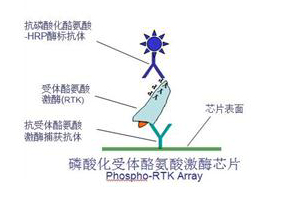 抗磷酸化酪氨酸
-HRP酶标抗体
受体酪氨酸
激酶(RTK)
芯片表面
抗受体酪氨酸
激酶捕获抗体
磷酸化受体酪氨酸激酶芯片
Phospho-RTK Array